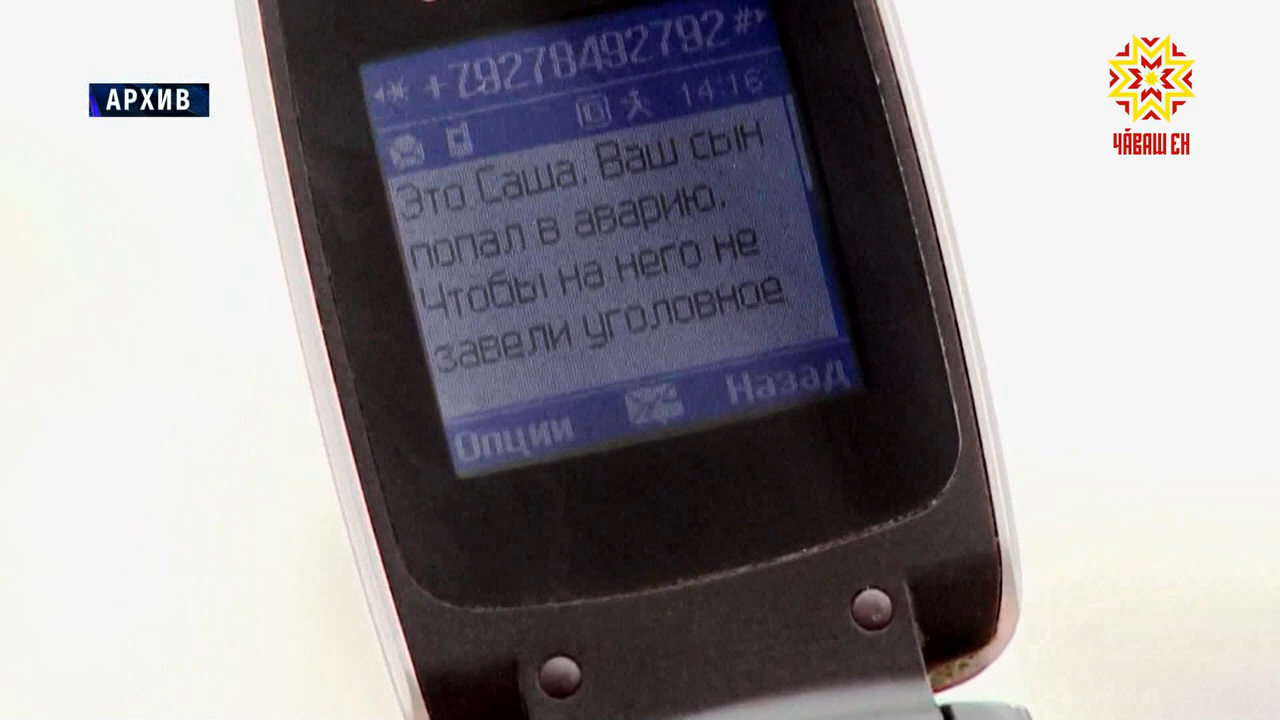 АРХИВ
ЧӐВАШ ЕН
+79278492792 #
14:16
Это Саша. Ваш сын
попал в аварию.
Чтобы на него не
завели уголовное
Опции Назад